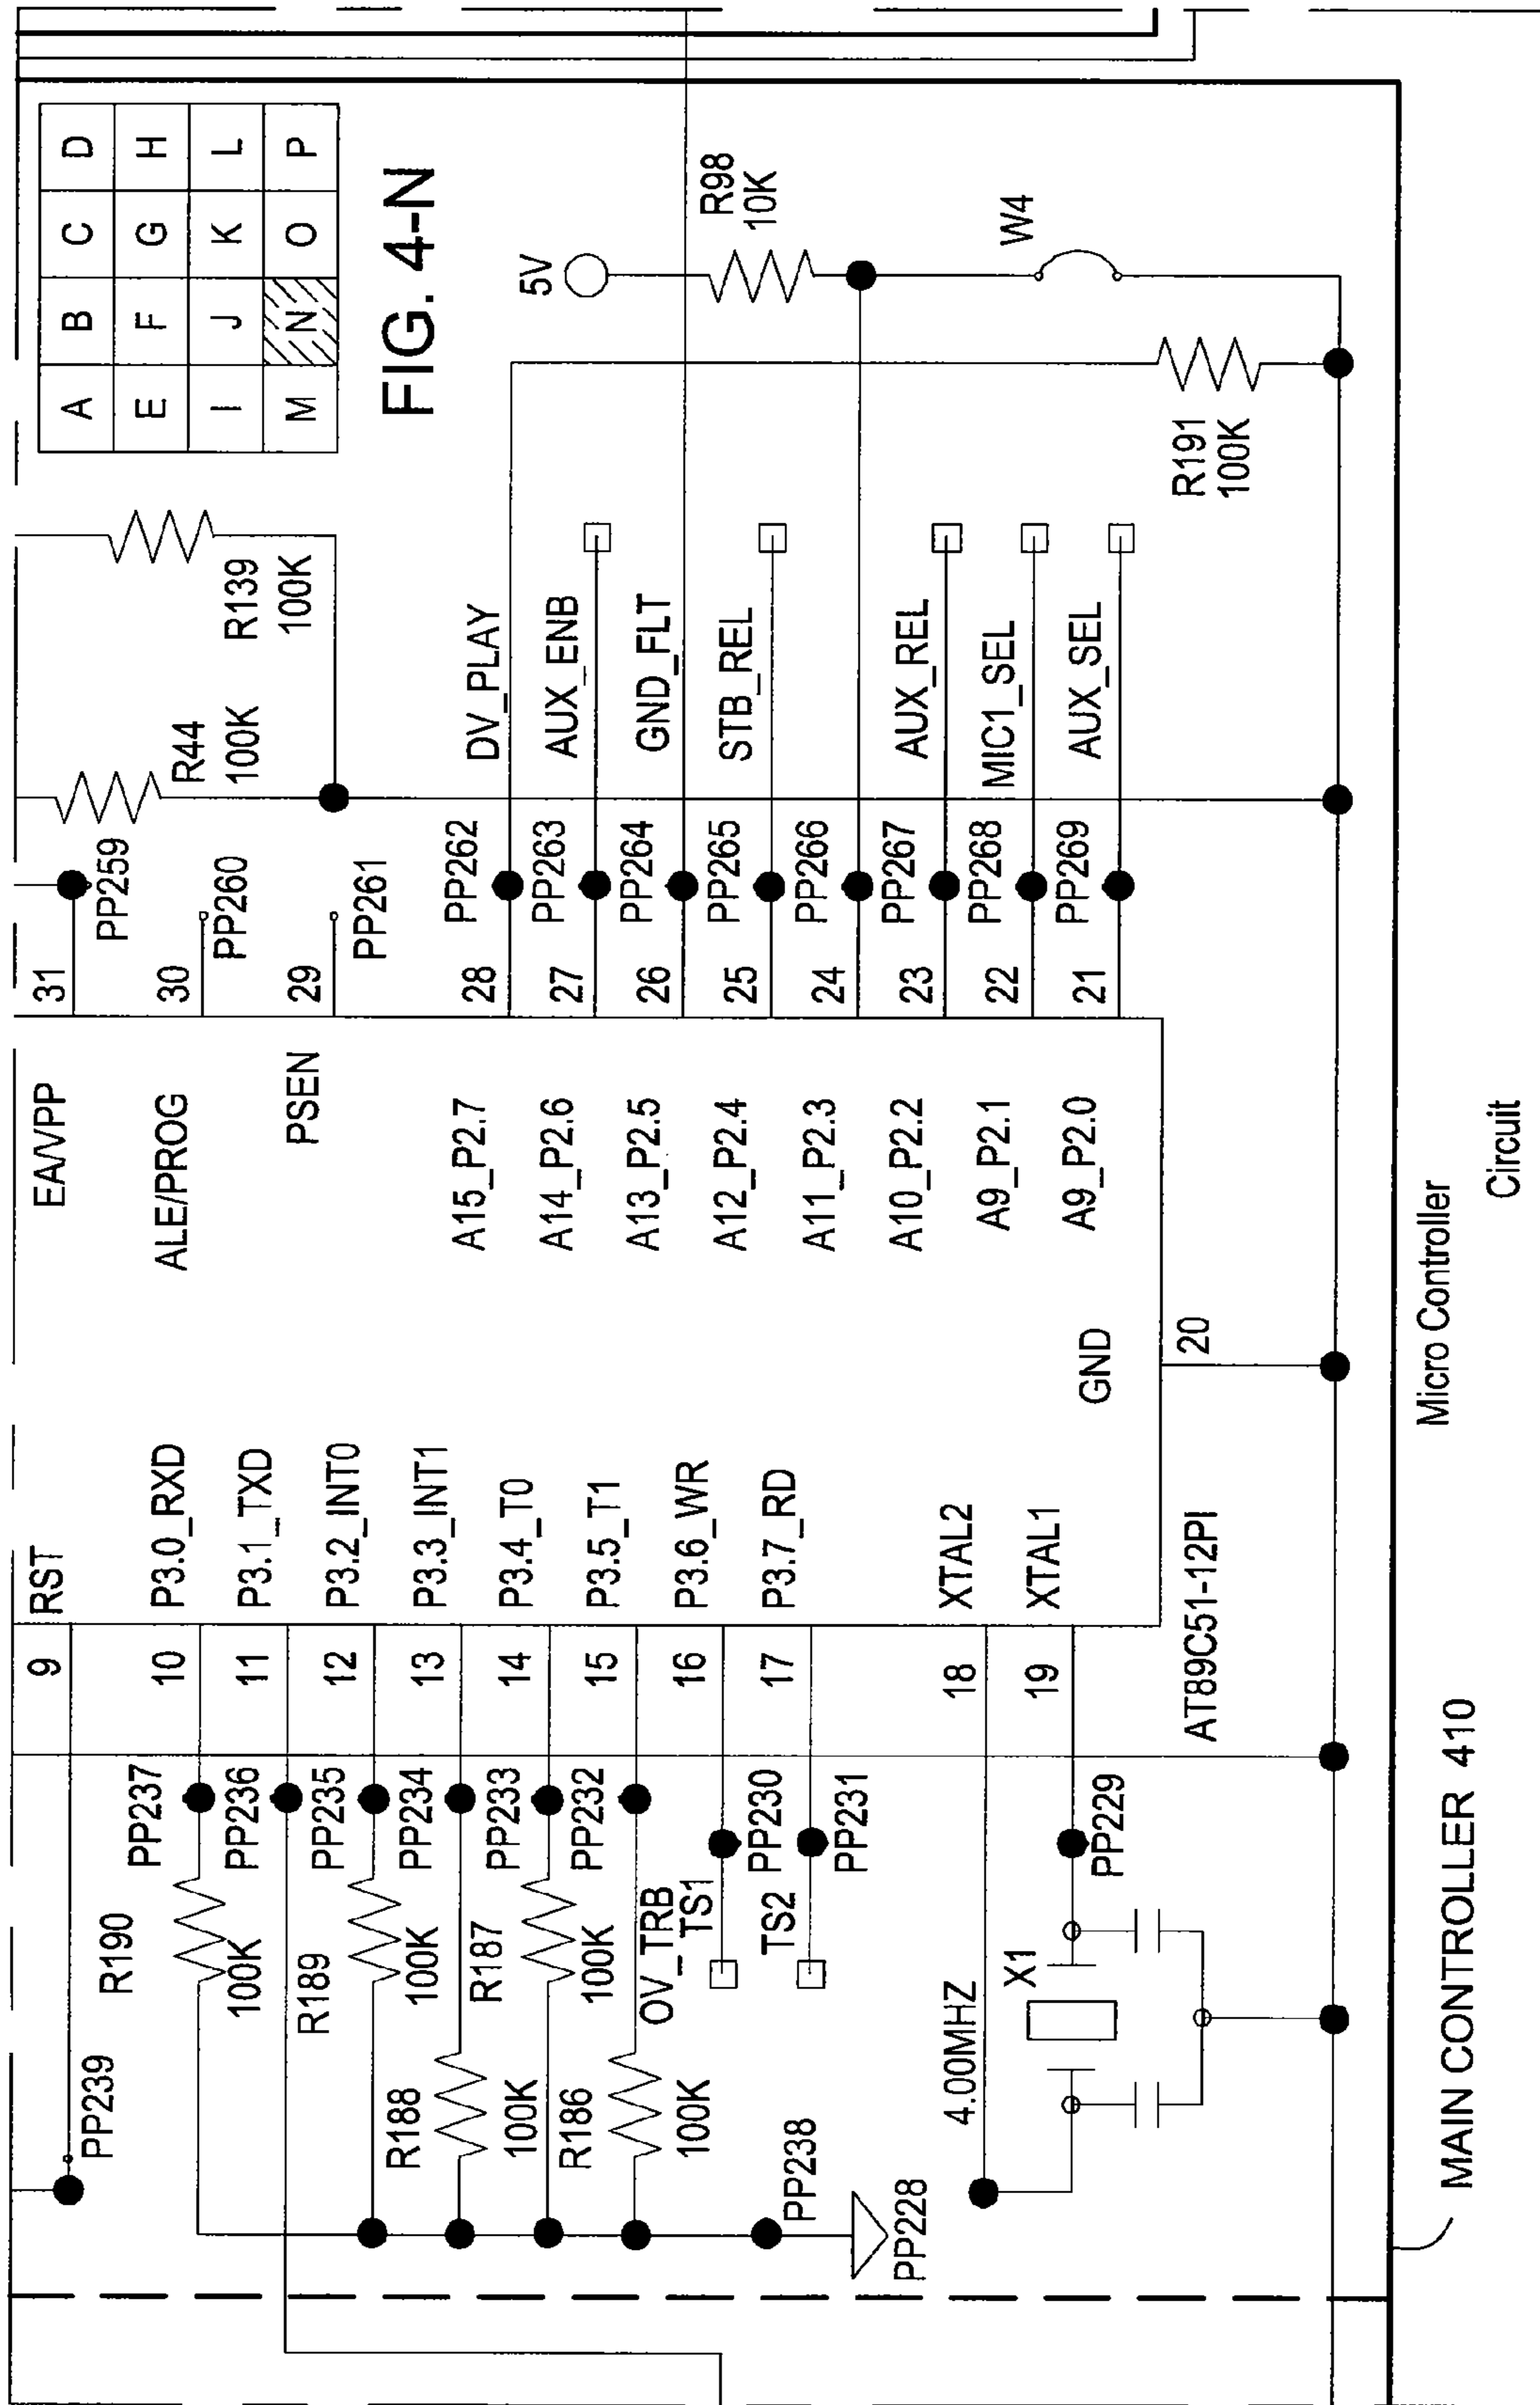 A B C D
E F G H
I J K L
M N O P
FIG. 4-N
R139
100K
R44
100K
9
RST
EA/VPP
31
PP259
PP239
ALE/PROG
30
PP260
PSEN
29
PP261
R190
100K
PP237
10
P3.0_RXD
PP236
11
P3.1_TXD
R189
100K
PP235
12
P3.2_INT0
R188
100K
PP234
13
P3.3_INT1
R187
100K
PP233
14
P3.4_T0
R186
100K
OV_TRB
PP232
15
P3.5_T1
TS1
PP230
16
P3.6_WR
TS2
PP231
17
P3.7_RD
PP238
PP228
4.00MHZ
X1
18
XTAL2
PP229
19
XTAL1
A15_P2.7
28
PP262
DV_PLAY
A14_P2.6
27
PP263
AUX_ENB
A13_P2.5
26
PP264
GND_FLT
A12_P2.4
25
PP265
STB_REL
A11_P2.3
24
PP266
A10_P2.2
23
PP267
AUX_REL
A9_P2.1
22
PP268
MIC1_SEL
A9_P2.0
21
PP269
AUX_SEL
GND
20
5V
R98
10K
W4
R191
100K
AT89C51-12PI
MAIN CONTROLLER 410
Micro Controller
Circuit